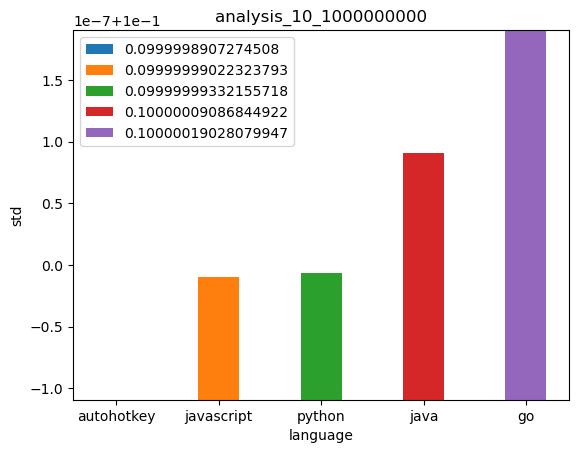 analysis_10_1000000000
1e-7+1e-1
0.0999998907274508
0.09999999022323793
0.09999999332155718
0.10000009086844922
0.10000019028079947
1.5
1.0
0.5
0.0
−0.5
−1.0
std
autohotkey javascript python java go
language